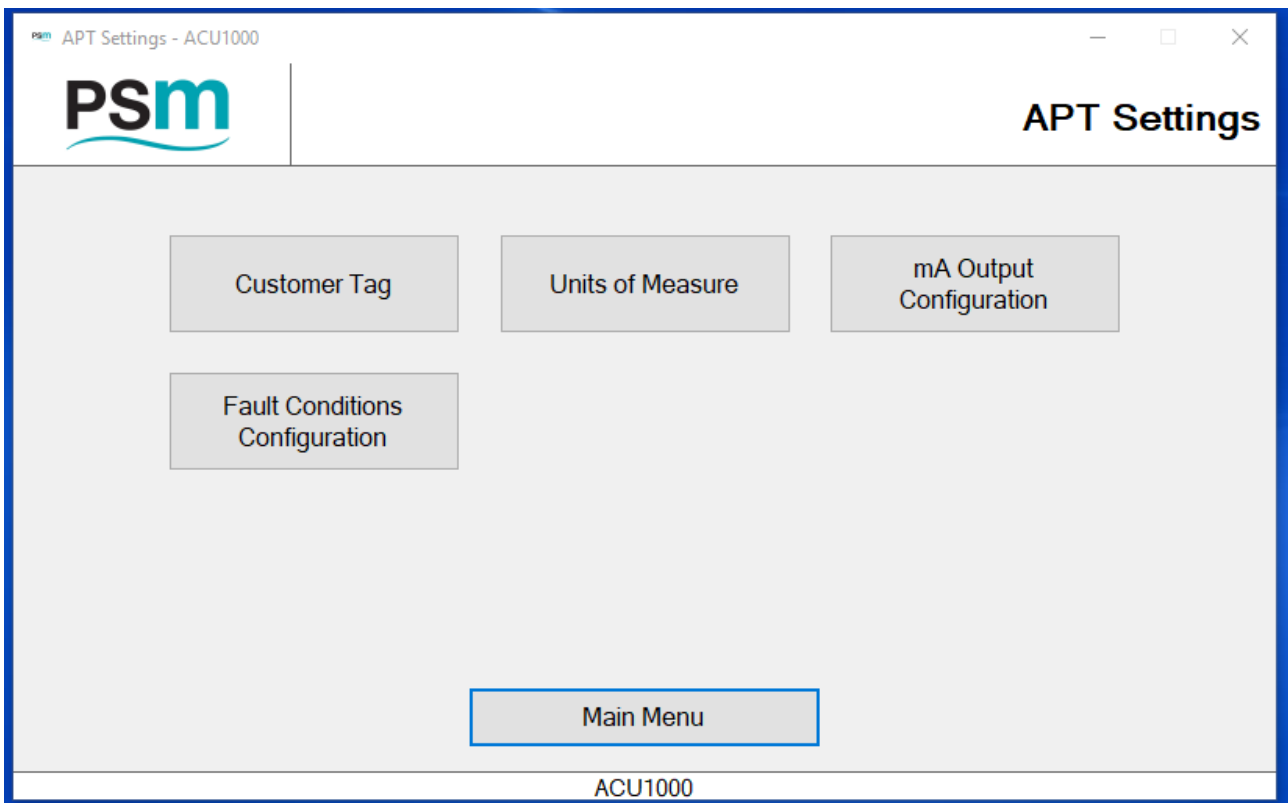 PSM APT Settings - ACU1000
PSm
APT Settings
Customer Tag
Units of Measure
mA Output
Configuration
Fault Conditions
Configuration
Main Menu
ACU1000